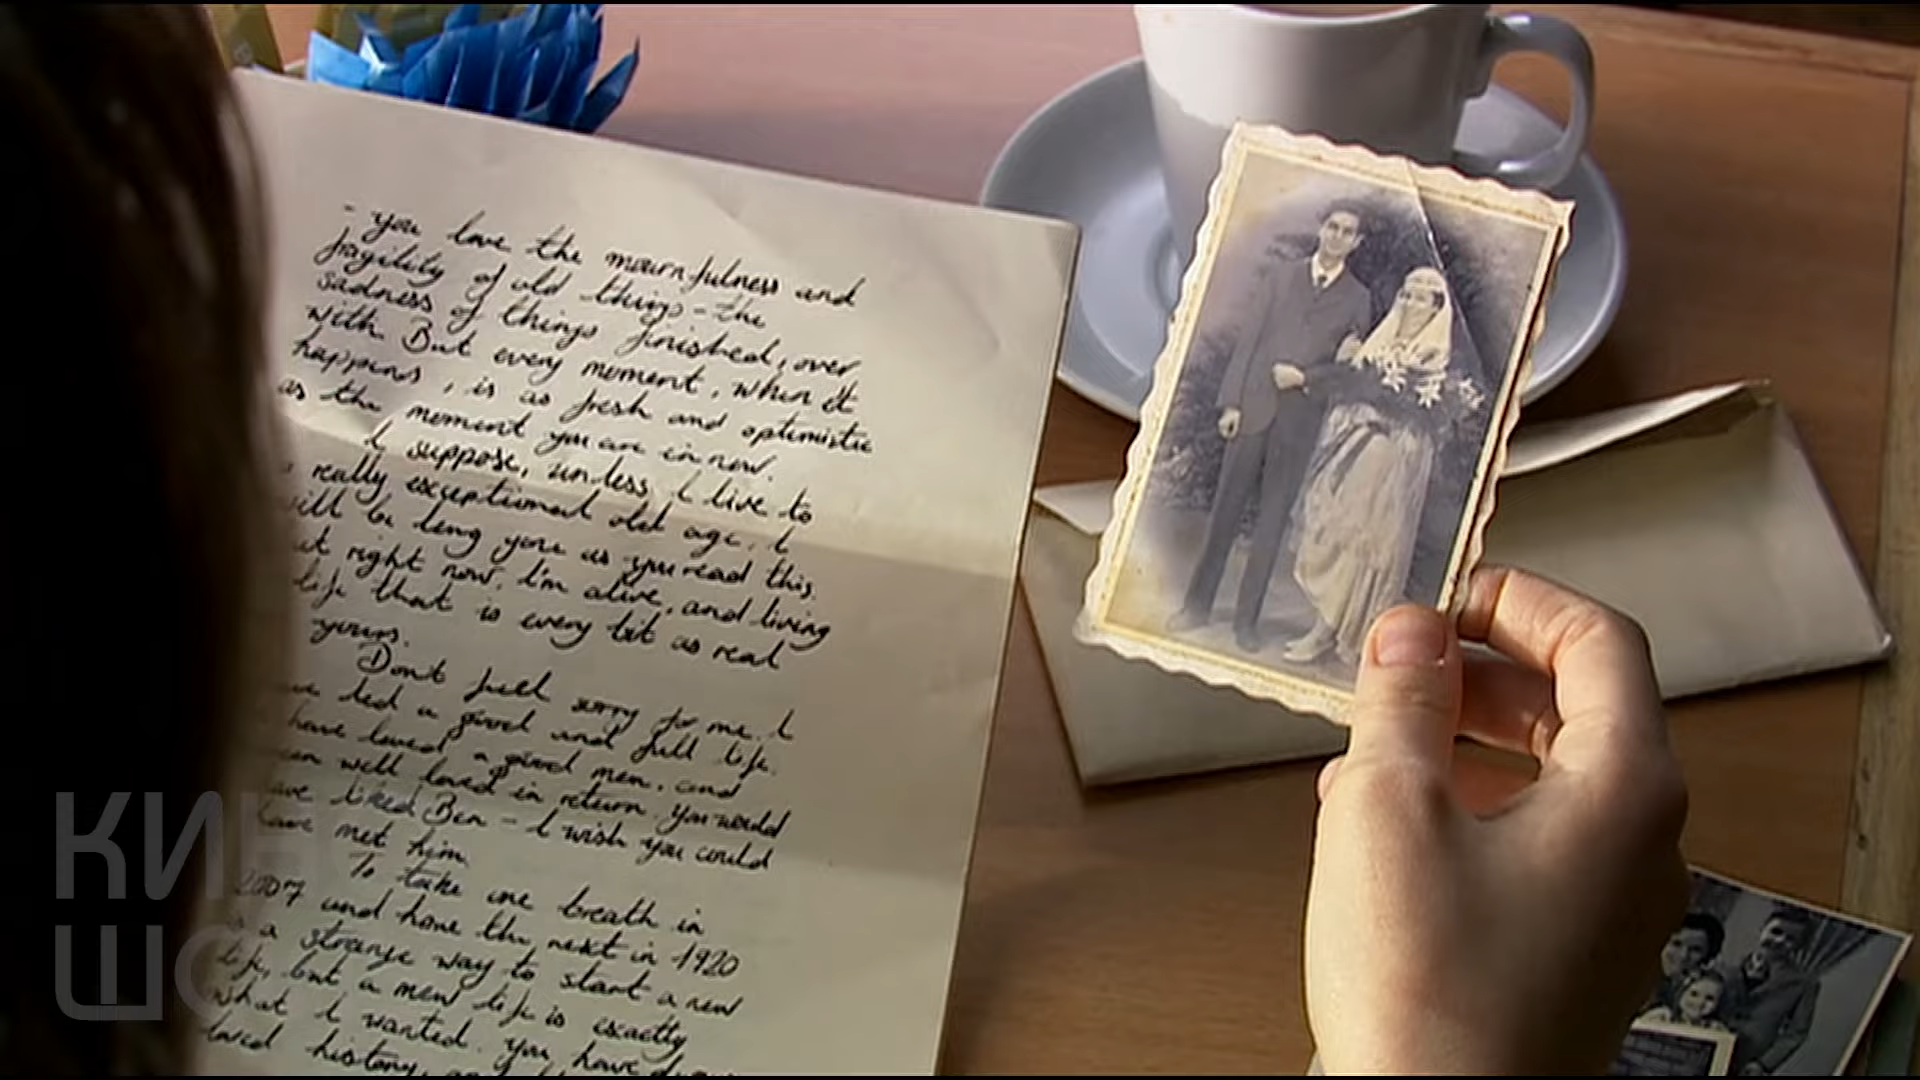 - you love the mournfulness and
fragility of old things - the
sadness of things finished, over
with But every moment, when it
happens, is as fresh and optimistic
as the moment you are in now.
I suppose, unless I live to
really exceptional old age, I
will be long gone as you read this.
right now, I'm alive, and living
life that is every bit as real
yours.
Don't feel sorry for me. I
led a good and full life.
have loved a good man, and
well loved in return. You would
have liked Ben - I wish you could
have met him.
To take one breath in
2007 and have the next in 1920
is a strange way to start a new
life, but a new life is exactly
what I wanted. You have
loved history,
КИН
ШО